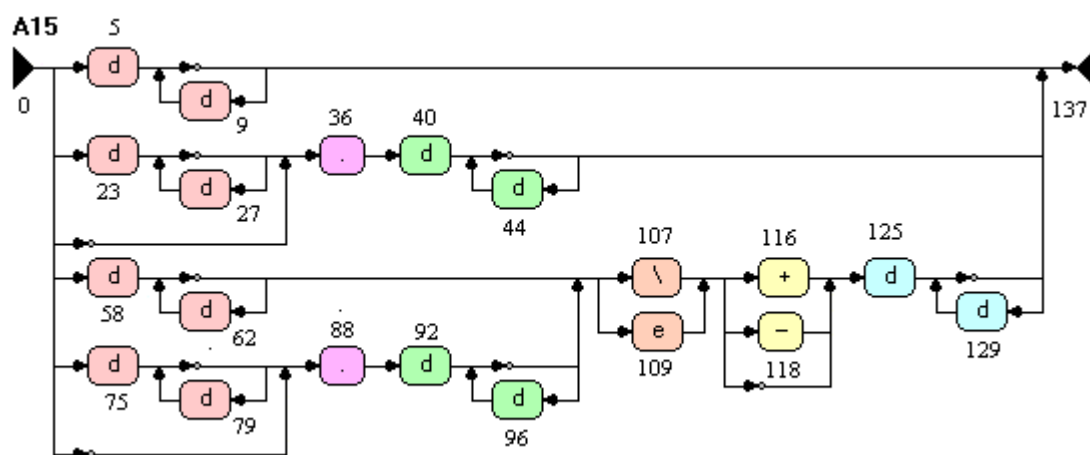 A15 5
d
0 d 9 137
36 40
d . d
23 d 27 d 44
107 116 125
d \ + d
58 d 62 88 92 e − d
109 118 129
d . d
75 d 79 d 96